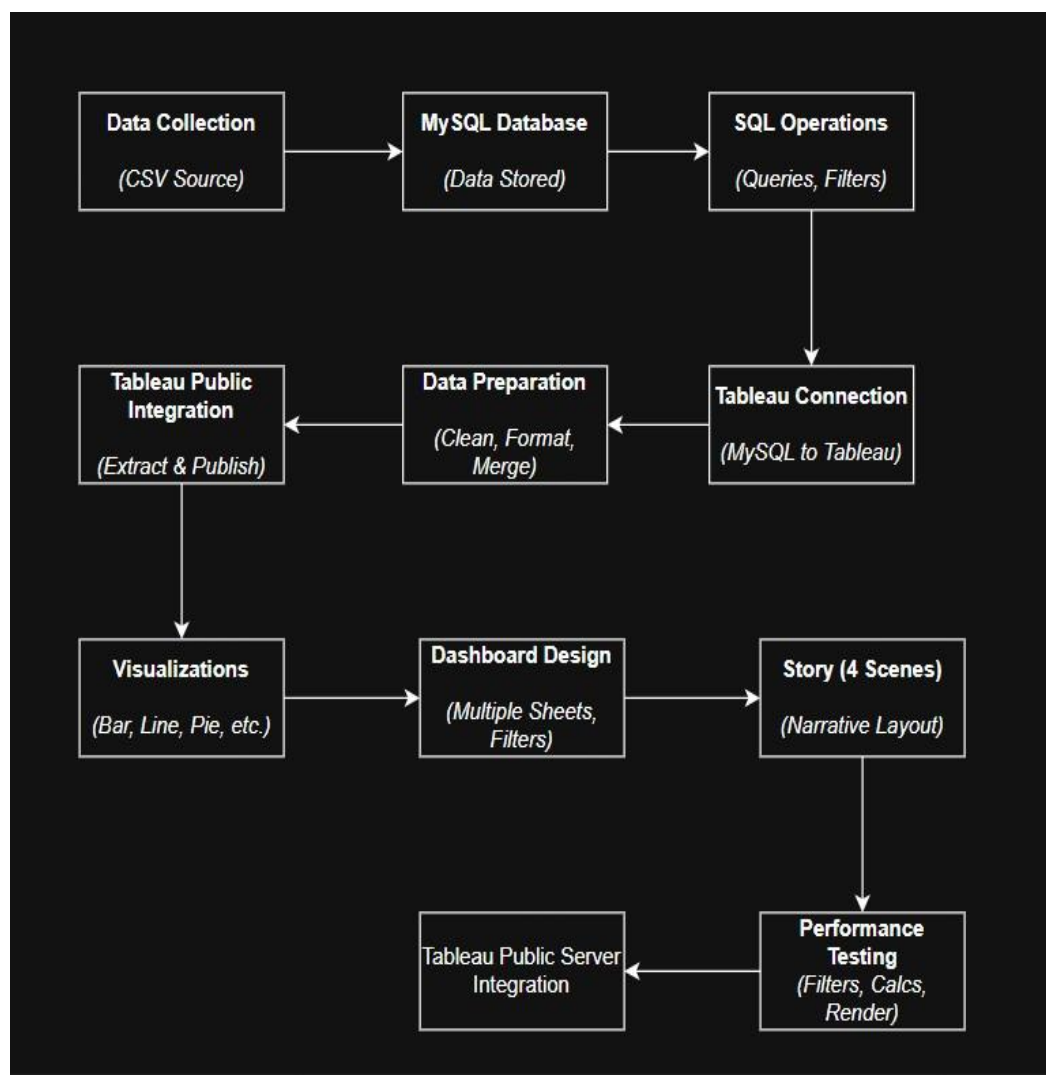 Data Collection
(CSV Source)
MySQL Database
(Data Stored)
SQL Operations
(Queries, Filters)
Tableau Connection
(MySQL to Tableau)
Data Preparation
(Clean, Format,
Merge)
Tableau Public
Integration
(Extract & Publish)
Visualizations
(Bar, Line, Pie, etc.)
Dashboard Design
(Multiple Sheets,
Filters)
Story (4 Scenes)
(Narrative Layout)
Performance
Testing
(Filters, Calcs,
Render)
Tableau Public Server
Integration